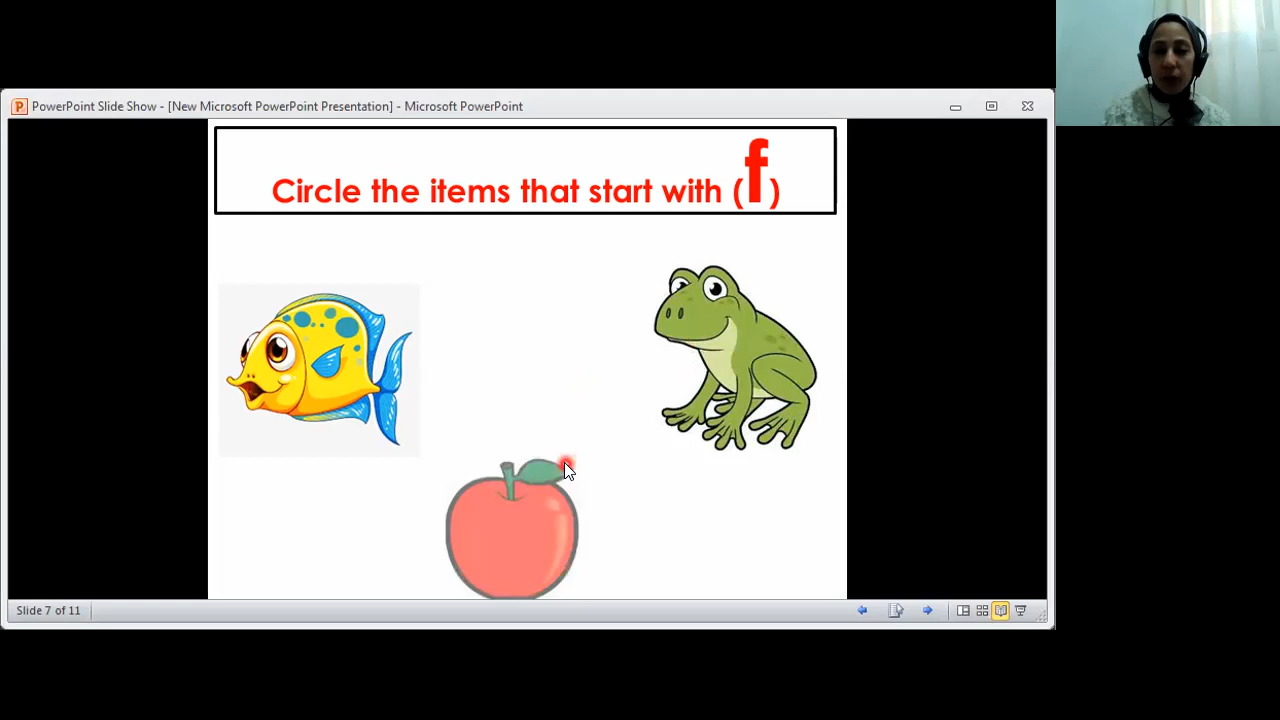 PowerPoint Slide Show - [New Microsoft PowerPoint Presentation] - Microsoft PowerPoint
Circle the items that start with (f)
Slide 7 of 11